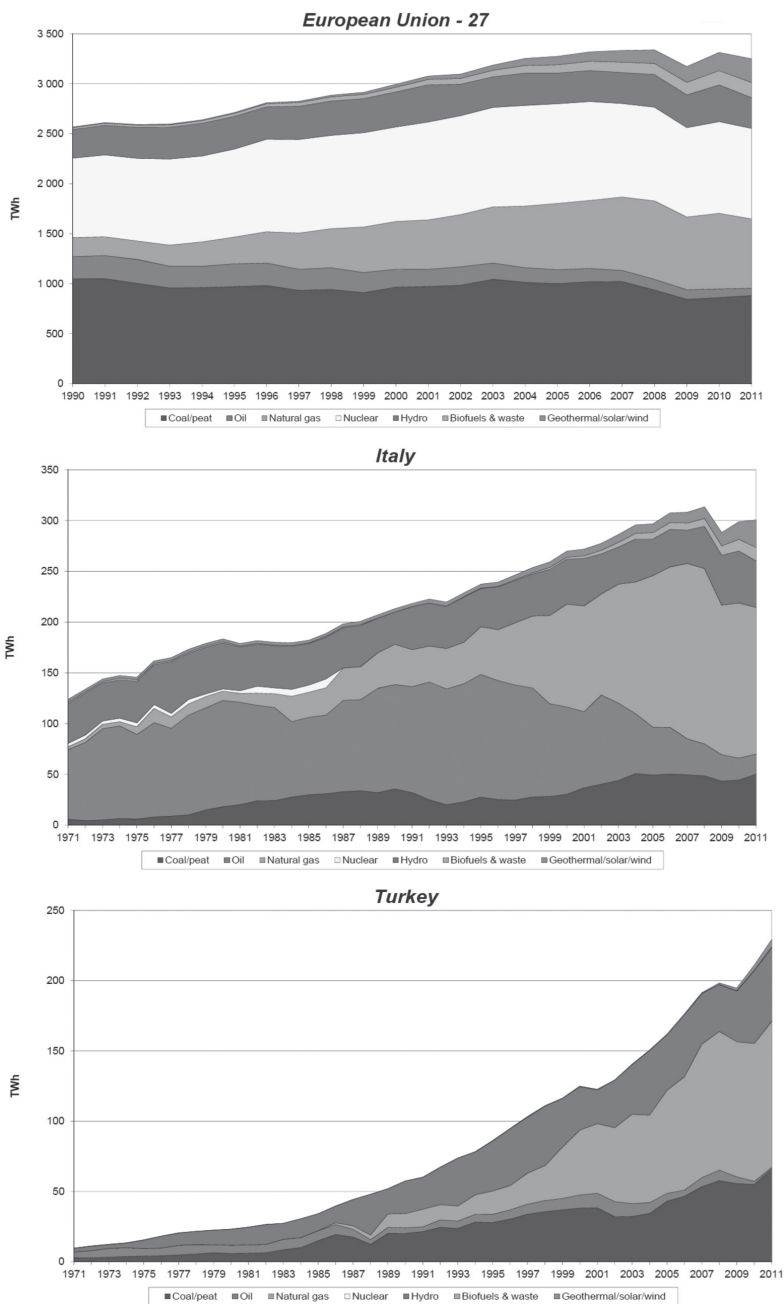 European Union - 27
3 500
3 000
2 500
2 000
1 500
1 000
500
0
TWh
1990 1991 1992 1993 1994 1995 1996 1997 1998 1999 2000 2001 2002 2003 2004 2005 2006 2007 2008 2009 2010 2011
Coal/peat Oil Natural gas Nuclear Hydro Biofuels & waste Geothermal/solar/wind
Italy
350
300
250
200
150
100
50
0
TWh
1971 1973 1975 1977 1979 1981 1983 1985 1987 1989 1991 1993 1995 1997 1999 2001 2003 2005 2007 2009 2011
Coal/peat Oil Natural gas Nuclear Hydro Biofuels & waste Geothermal/solar/wind
Turkey
250
200
150
100
50
0
TWh
1971 1973 1975 1977 1979 1981 1983 1985 1987 1989 1991 1993 1995 1997 1999 2001 2003 2005 2007 2009 2011
Coal/peat Oil Natural gas Nuclear Hydro Biofuels & waste Geothermal/solar/wind